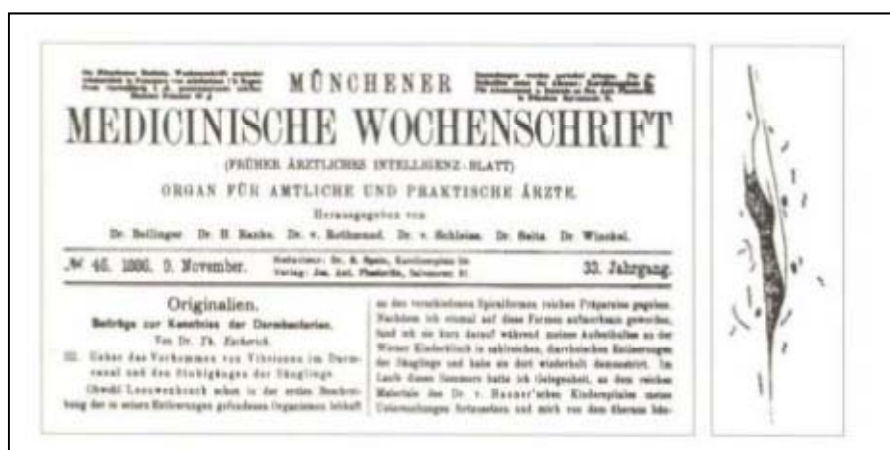 MÜNCHENER
MEDICINISCHE WOCHENSCHRIFT
(FRÜHER ÄRZTLICHES INTELLIGENZ-BLATT)
ORGAN FÜR AMTLICHE UND PRAKTISCHE ÄRZTE.
Herausgegeben von
Dr. Bollinger Dr. H. Ranke. Dr. v. Rothmund. Dr. v. Schleiss. Dr. Seitz Dr. Winckel.
№ 46. 1886. 9. November.
33. Jahrgang.
Originalien.
Beiträge zur Kenntniss der Darmbacterien.
Von Dr. Th. Escherich.
III. Ueber das Vorkommen von Vibrionen im Darm-
canal und den Stuhlgängen der Säuglinge
Obwohl Leeuwenhoeck schon in der ersten Beschrei-
bung der in seinen Entleerungen gefundenen Organismen lebhaft
an den verschiedenen Spiralformen reiches Präparate gegeben.
Nachdem ich einmal auf diese Formen aufmerksam geworden,
fand ich sie kurz darauf während meines Aufenthaltes an der
Wiener Kinderklinik in zahlreichen, diarrhoischen Entleerungen
der Säuglinge und habe sie dort wiederholt demonstrirt. Im
Laufe dieses Sommers hatte ich Gelegenheit, an dem reichen
Materiale des Dr. v. Hauner'schen Kinderspitales meine
Untersuchungen fortzusetzen und mich von dem überaus häu-